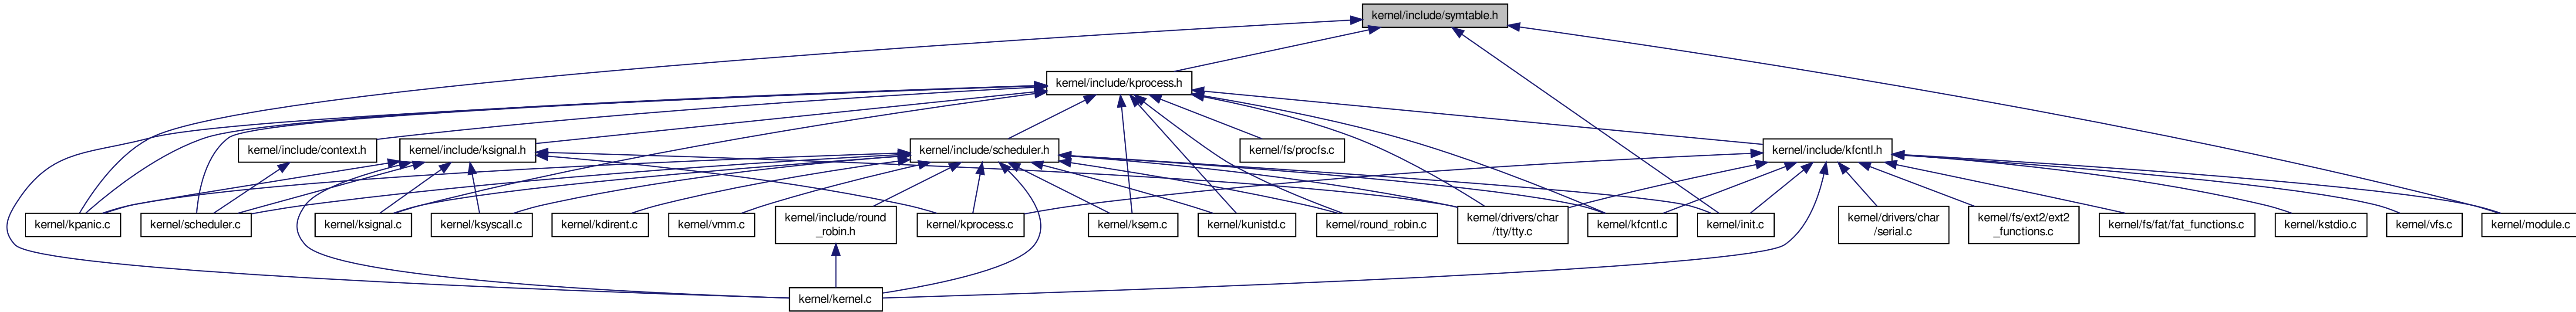 kernel/include/symtable.h
kernel/include/kprocess.h
kernel/include/context.h
kernel/include/ksignal.h
kernel/include/scheduler.h
kernel/fs/procfs.c
kernel/include/kfcntl.h
kernel/kpanic.c
kernel/scheduler.c
kernel/ksignal.c
kernel/ksyscall.c
kernel/kdirent.c
kernel/vmm.c
kernel/include/round
_robin.h
kernel/kprocess.c
kernel/ksem.c
kernel/kunistd.c
kernel/round_robin.c
kernel/drivers/char
/tty/tty.c
kernel/kfcntl.c
kernel/init.c
kernel/drivers/char
/serial.c
kernel/fs/ext2/ext2
_functions.c
kernel/fs/fat/fat_functions.c
kernel/kstdio.c
kernel/vfs.c
kernel/module.c
kernel/kernel.c